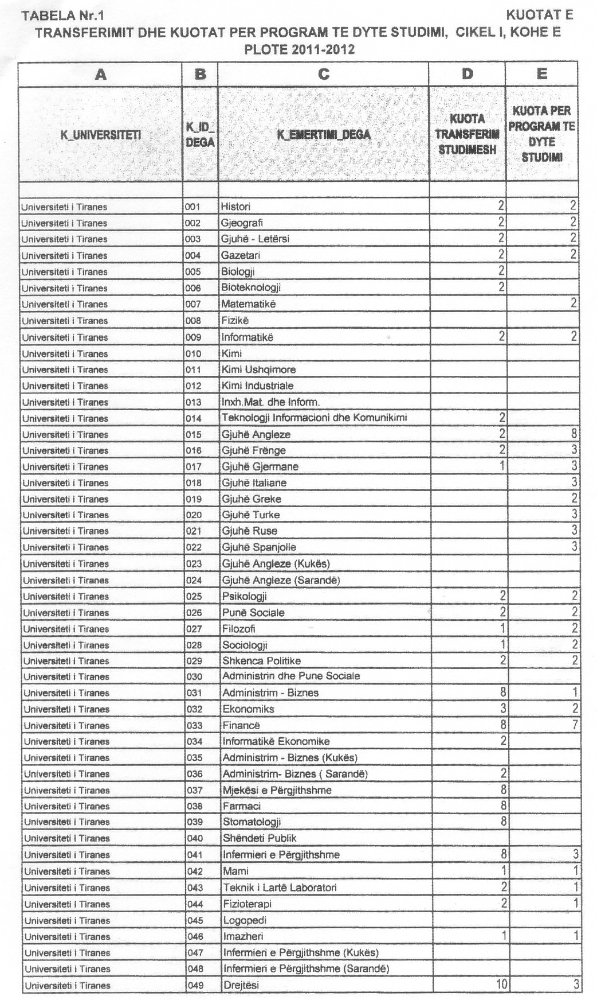 TABELA Nr.1 KUOTAT E
TRANSFERIMIT DHE KUOTAT PER PROGRAM TE DYTE STUDIMI, CIKEL I, KOHE E
PLOTE 2011-2012
A B C D E
K_UNIVERSITETI K_ID_DEGA K_EMERTIMI_DEGA KUOTA TRANSFERIM STUDIMESH KUOTA PER PROGRAM TE DYTE STUDIMI
Universiteti i Tiranes 001 Histori 2 2
Universiteti i Tiranes 002 Gjeografi 2 2
Universiteti i Tiranes 003 Gjuhë - Letërsi 2 2
Universiteti i Tiranes 004 Gazetari 2 2
Universiteti i Tiranes 005 Biologji 2
Universiteti i Tiranes 006 Bioteknologji 2
Universiteti i Tiranes 007 Matematikë 2
Universiteti i Tiranes 008 Fizikë
Universiteti i Tiranes 009 Informatikë 2 2
Universiteti i Tiranes 010 Kimi
Universiteti i Tiranes 011 Kimi Ushqimore
Universiteti i Tiranes 012 Kimi Industriale
Universiteti i Tiranes 013 Inxh.Mat. dhe Inform.
Universiteti i Tiranes 014 Teknologji Informacioni dhe Komunikimi 2
Universiteti i Tiranes 015 Gjuhë Angleze 2 8
Universiteti i Tiranes 016 Gjuhë Frënge 2 3
Universiteti i Tiranes 017 Gjuhë Gjermane 1 3
Universiteti i Tiranes 018 Gjuhë Italiane 3
Universiteti i Tiranes 019 Gjuhë Greke 2
Universiteti i Tiranes 020 Gjuhë Turke 3
Universiteti i Tiranes 021 Gjuhë Ruse 3
Universiteti i Tiranes 022 Gjuhë Spanjolle 3
Universiteti i Tiranes 023 Gjuhë Angleze (Kukës)
Universiteti i Tiranes 024 Gjuhë Angleze (Sarandë)
Universiteti i Tiranes 025 Psikologji 2 2
Universiteti i Tiranes 026 Punë Sociale 2 2
Universiteti i Tiranes 027 Filozofi 1 2
Universiteti i Tiranes 028 Sociologji 1 2
Universiteti i Tiranes 029 Shkenca Politike 2 2
Universiteti i Tiranes 030 Administrin dhe Pune Sociale
Universiteti i Tiranes 031 Administrim - Biznes 8 1
Universiteti i Tiranes 032 Ekonomiks 3 2
Universiteti i Tiranes 033 Financë 8 7
Universiteti i Tiranes 034 Informatikë Ekonomike 2
Universiteti i Tiranes 035 Administrim - Biznes (Kukës)
Universiteti i Tiranes 036 Administrim- Biznes ( Sarandë) 2
Universiteti i Tiranes 037 Mjekësi e Përgjithshme 8
Universiteti i Tiranes 038 Farmaci 8
Universiteti i Tiranes 039 Stomatologji 8
Universiteti i Tiranes 040 Shëndeti Publik
Universiteti i Tiranes 041 Infermieri e Përgjithshme 8 3
Universiteti i Tiranes 042 Mami 1 1
Universiteti i Tiranes 043 Teknik i Lartë Laboratori 2 1
Universiteti i Tiranes 044 Fizioterapi 2 1
Universiteti i Tiranes 045 Logopedi
Universiteti i Tiranes 046 Imazheri 1 1
Universiteti i Tiranes 047 Infermieri e Përgjithshme (Kukës)
Universiteti i Tiranes 048 Infermieri e Përgjithshme (Sarandë)
Universiteti i Tiranes 049 Drejtësi 10 3